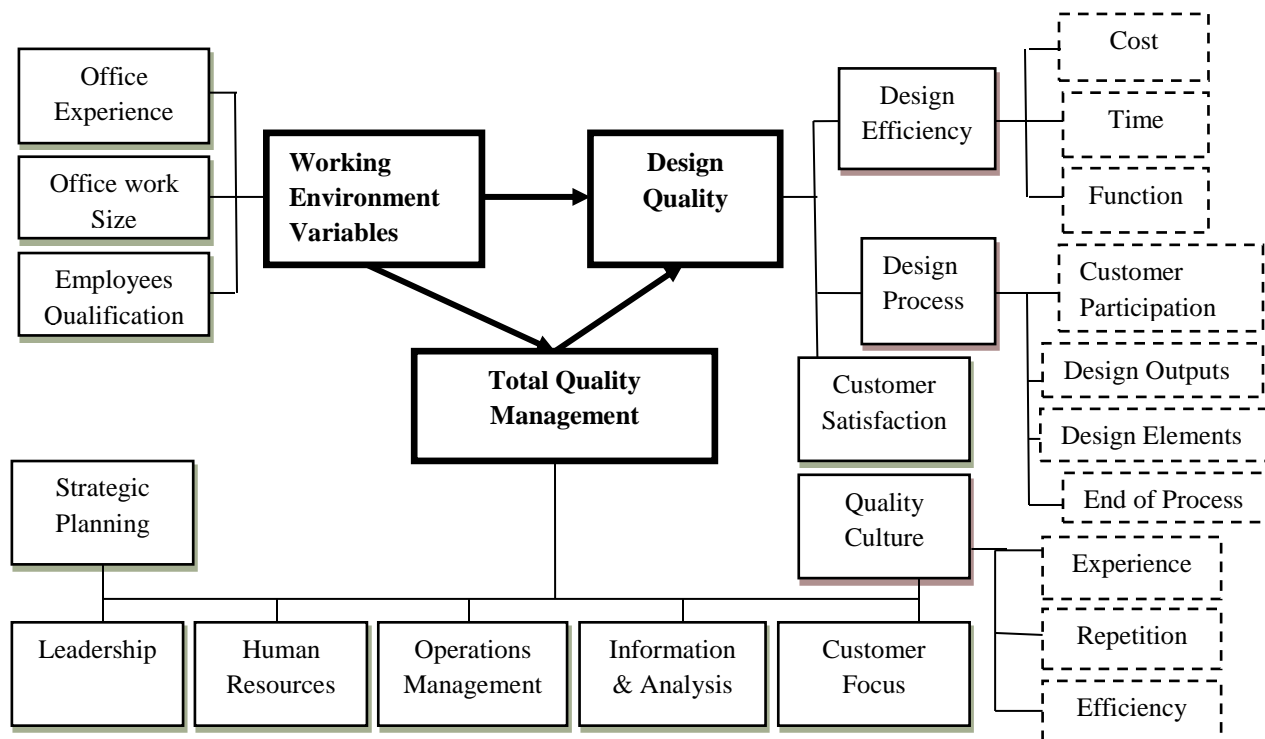 Office
Experience
Office work
Size
Employees
Qualification
Working
Environment
Variables
Design
Quality
Total Quality
Management
Design
Efficiency
Cost
Time
Function
Design
Process
Customer
Participation
Design Outputs
Design Elements
End of Process
Customer
Satisfaction
Strategic
Planning
Quality
Culture
Experience
Repetition
Efficiency
Leadership
Human
Resources
Operations
Management
Information
& Analysis
Customer
Focus